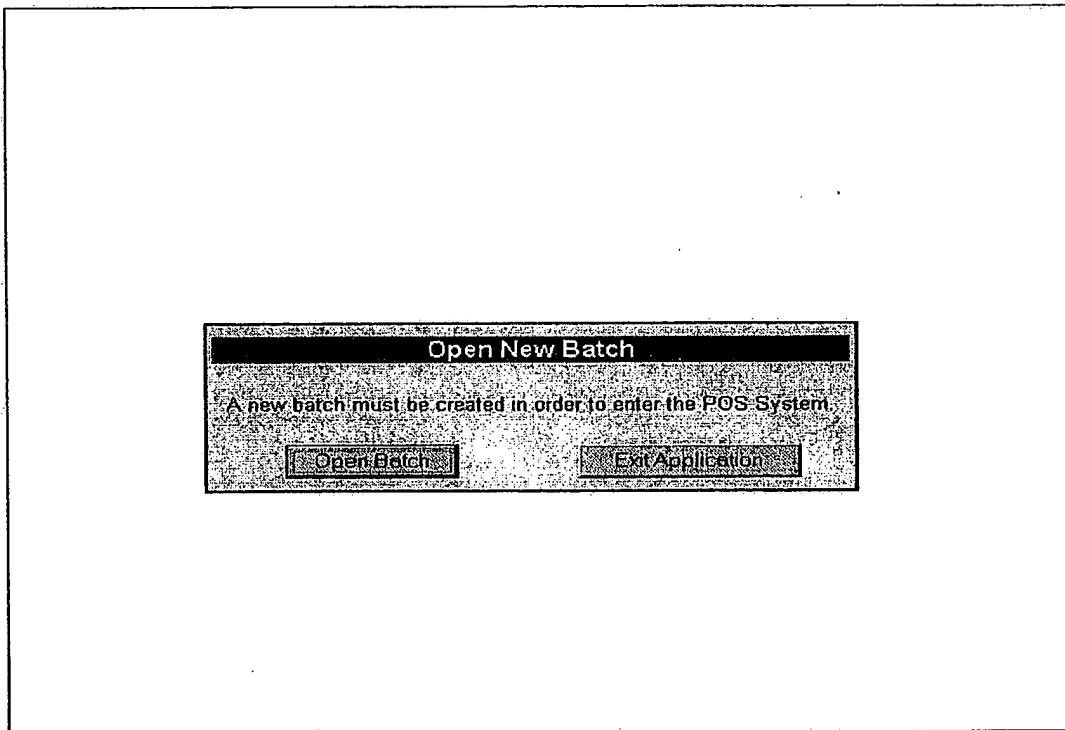 Open New Batch
A new batch must be created in order to enter the POS System.
Open Batch
Exit Application